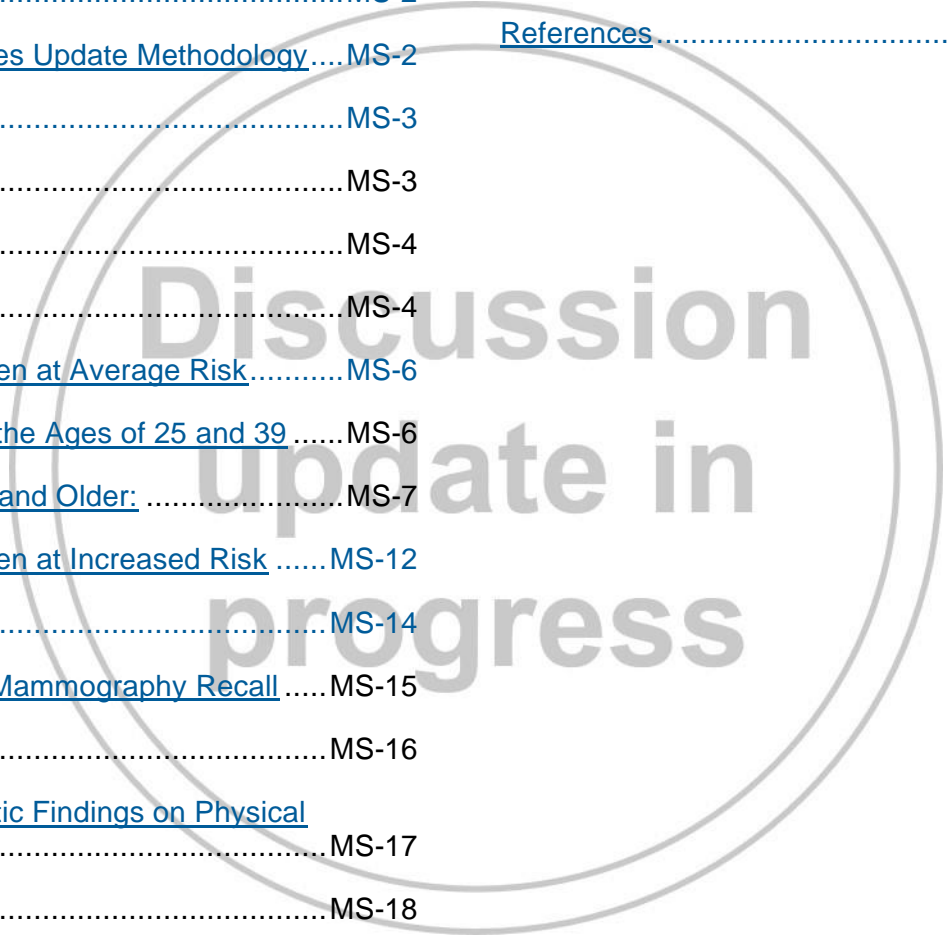 MS-2
es Update Methodology....MS-2
........................................MS-3
........................................MS-3
........................................MS-4
........................................MS-4
en at Average Risk...........MS-6
the Ages of 25 and 39 ......MS-6
and Older: ......................MS-7
en at Increased Risk ......MS-12
......................................MS-14
Mammography Recall .....MS-15
......................................MS-16
tic Findings on Physical
......................................MS-17
......................................MS-18
References..................................
Discussion
update in
progress